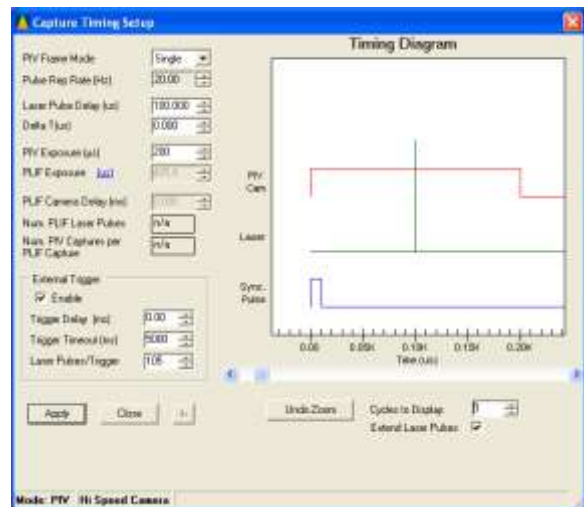 Capture Timing Setup
PIV Frame Mode Single
Pulse Rep Rate (Hz) 20.00
Laser Pulse Delay (us) 100.000
Delta T (us) 0.000
PIV Exposure (µs) 200
PLIF Exposure (us)
PLIF Camera Delay (ms)
Num. PLIF Laser Pulses n/a
Num. PIV Captures per
PLIF Capture n/a
External Trigger
Enable
Trigger Delay (ms) 0.00
Trigger Timeout (ms) 5000
Laser Pulses/Trigger 105
Apply Close
Timing Diagram
PIV
Cam
Laser
Sync.
Pulse
0.00 0.05K 0.10K 0.15K 0.20K
Time (us)
Undo Zoom Cycles to Display
Extend Laser Pulses
Mode: PIV Hi Speed Camera